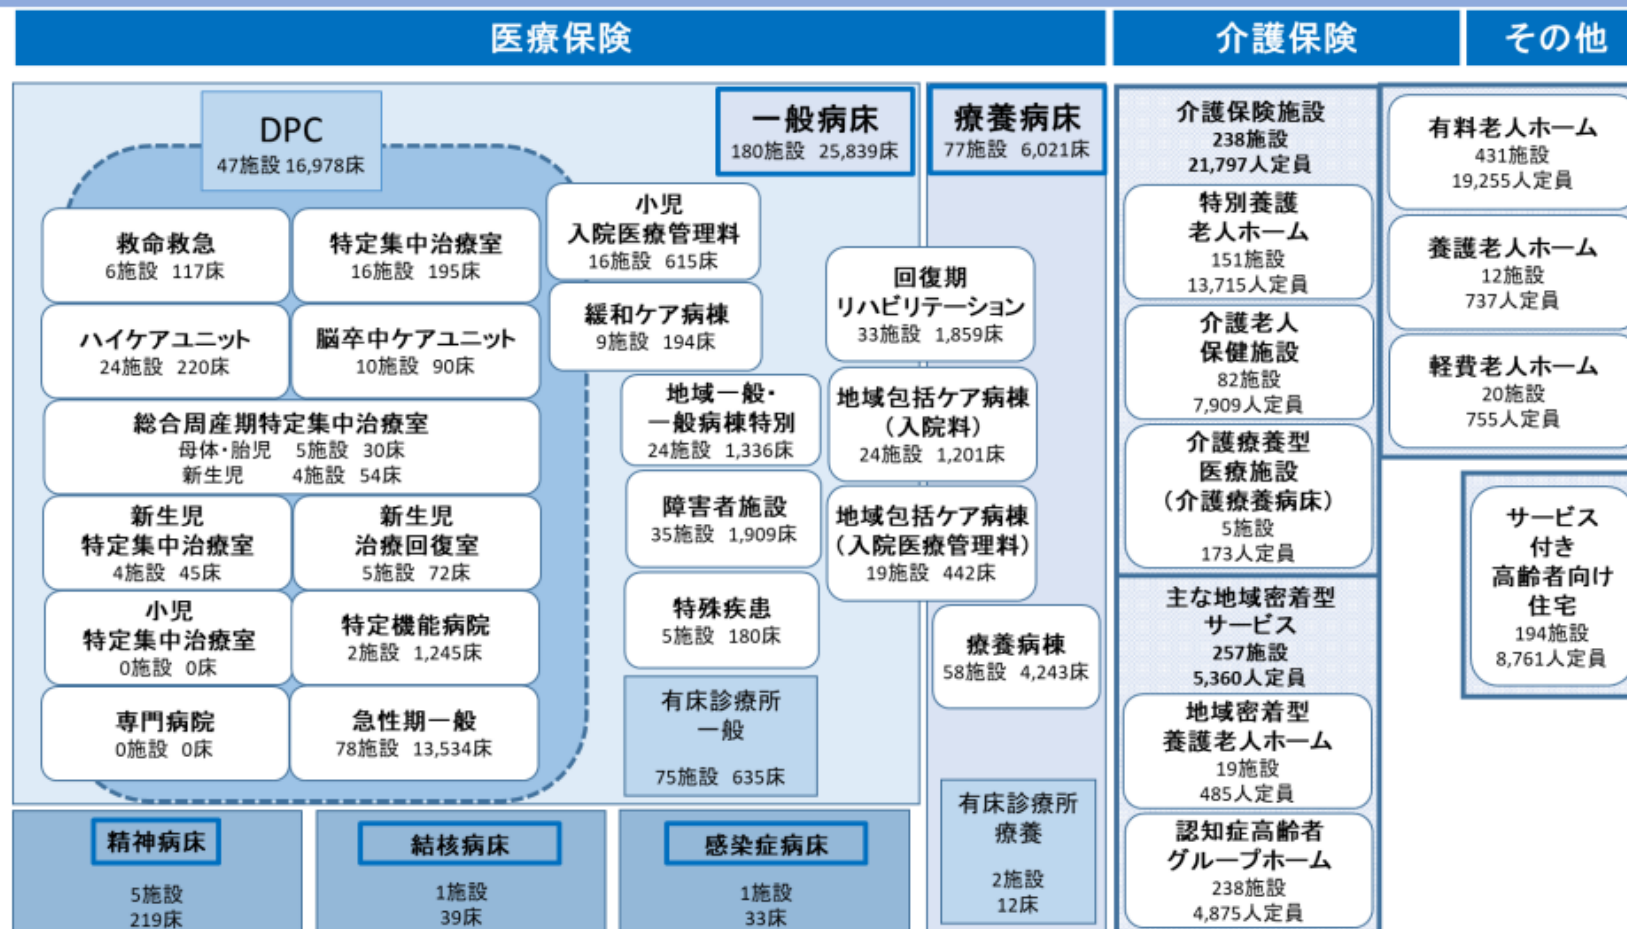 医療保険
介護保険
その他
DPC
47施設 16,978床
一般病床
180施設 25,839床
療養病床
77施設 6,021床
救命救急
6施設 117床
特定集中治療室
16施設 195床
ハイケアユニット
24施設 220床
脳卒中ケアユニット
10施設 90床
総合周産期特定集中治療室
母体・胎児 5施設 30床
新生児 4施設 54床
新生児
特定集中治療室
4施設 45床
新生児
治療回復室
5施設 72床
小児
特定集中治療室
0施設 0床
特定機能病院
2施設 1,245床
専門病院
0施設 0床
急性期一般
78施設 13,534床
小児
入院医療管理料
16施設 615床
緩和ケア病棟
9施設 194床
地域一般・
一般病棟特別
24施設 1,336床
障害者施設
35施設 1,909床
特殊疾患
5施設 180床
有床診療所
一般
75施設 635床
回復期
リハビリテーション
33施設 1,859床
地域包括ケア病棟
（入院料）
24施設 1,201床
地域包括ケア病棟
（入院医療管理料）
19施設 442床
療養病棟
58施設 4,243床
有床診療所
療養
2施設
12床
精神病床
5施設
219床
結核病床
1施設
39床
感染症病床
1施設
33床
介護保険施設
238施設
21,797人定員
特別養護
老人ホーム
151施設
13,715人定員
介護老人
保健施設
82施設
7,909人定員
介護療養型
医療施設
（介護療養病床）
5施設
173人定員
主な地域密着型
サービス
257施設
5,360人定員
地域密着型
養護老人ホーム
19施設
485人定員
認知症高齢者
グループホーム
238施設
4,875人定員
有料老人ホーム
431施設
19,255人定員
養護老人ホーム
12施設
737人定員
軽費老人ホーム
20施設
755人定員
サービス
付き
高齢者向け
住宅
194施設
8,761人定員